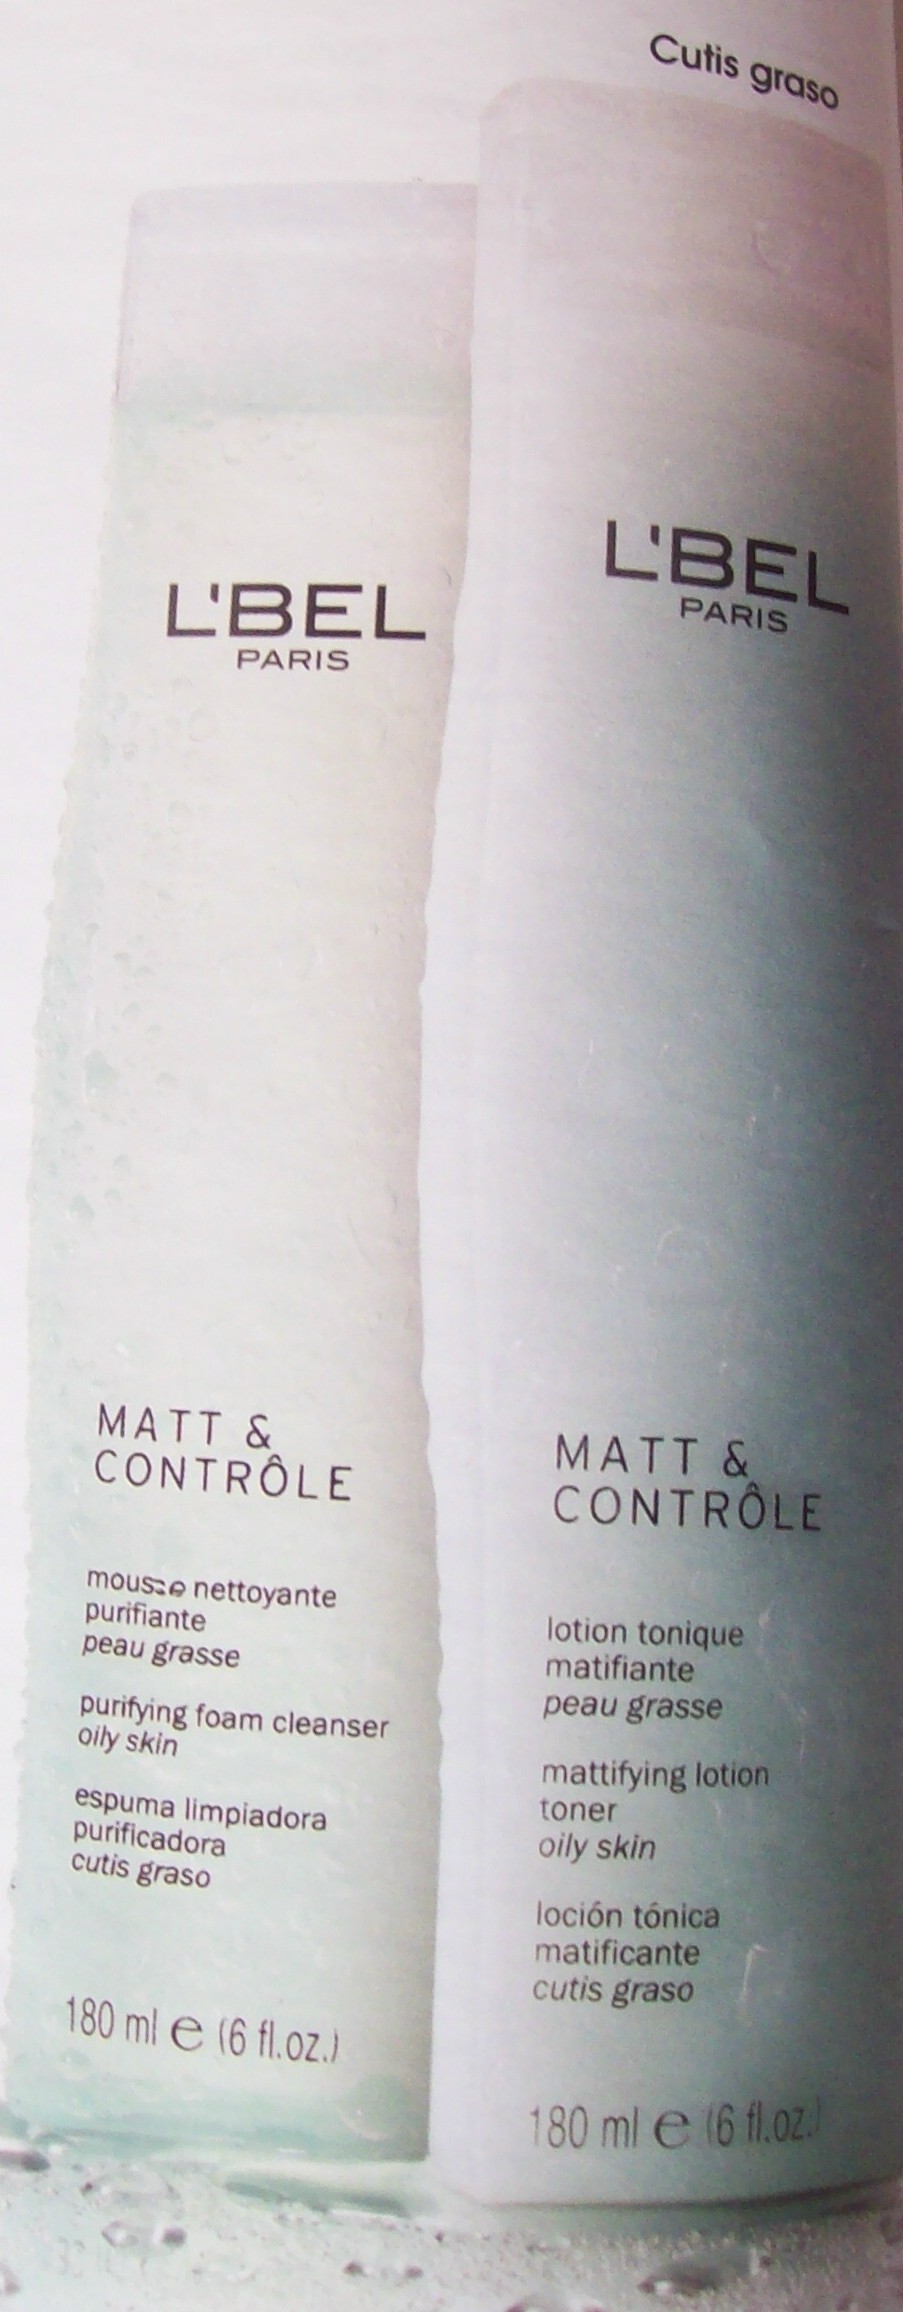 Cutis graso
L'BEL
PARIS
MATT &
CONTRÔLE
mousse nettoyante
purifiante
peau grasse
purifying foam cleanser
oily skin
espuma limpiadora
purificadora
cutis graso
180 ml e (6 fl.oz.)
L'BEL
PARIS
MATT &
CONTRÔLE
lotion tonique
matifiante
peau grasse
mattifying lotion
toner
oily skin
loción tónica
matificante
cutis graso
180 ml e (6 fl.oz.)